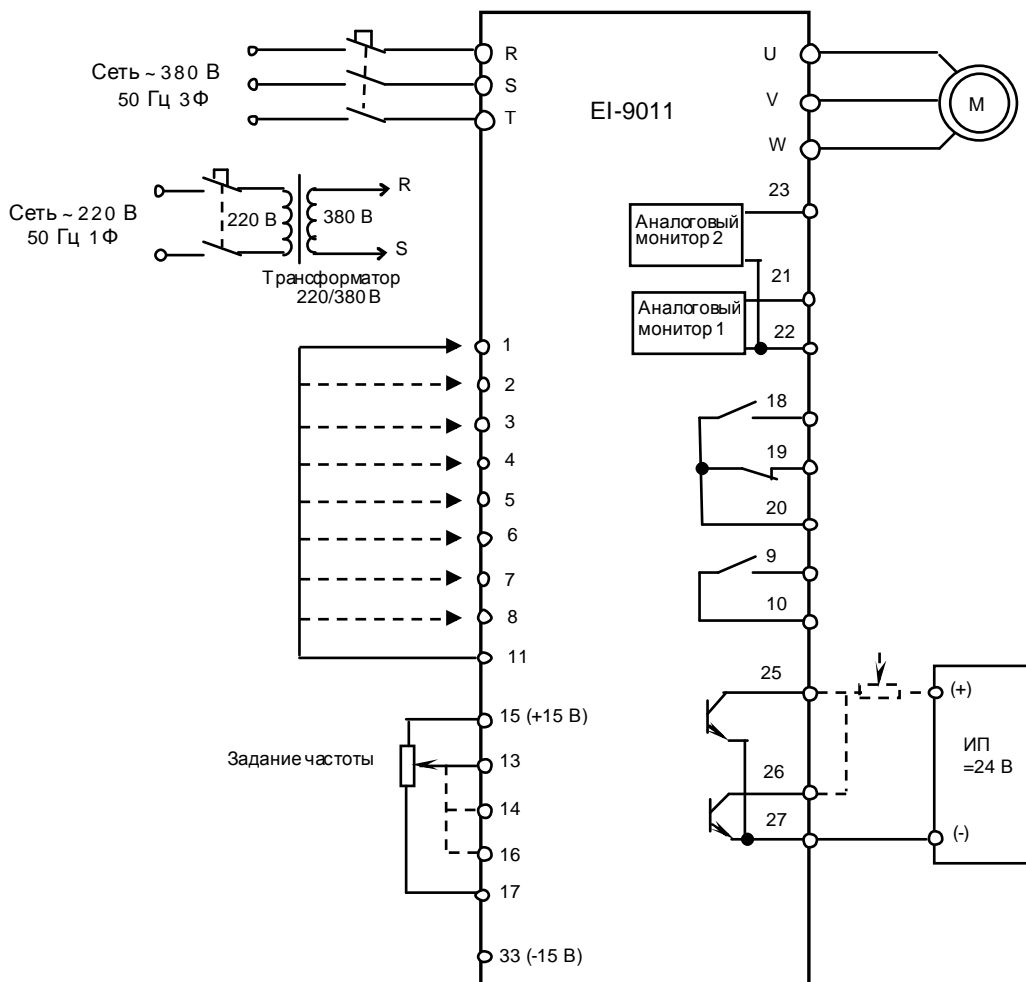 Сеть ~ 380 В
50 Гц 3Ф
R
S
T
EI-9011
U
V
W
М
Сеть ~ 220 В
50 Гц 1Ф
220 В
380 В
R
S
Трансформатор
220/380 В
23
Аналоговый
монитор 2
21
Аналоговый
монитор 1
22
1
2
3
4
5
6
7
8
11
18
19
20
9
10
15 (+15 В)
Задание частоты
13
14
16
17
33 (-15 В)
25
26
27
(+)
ИП
=24 В
(-)